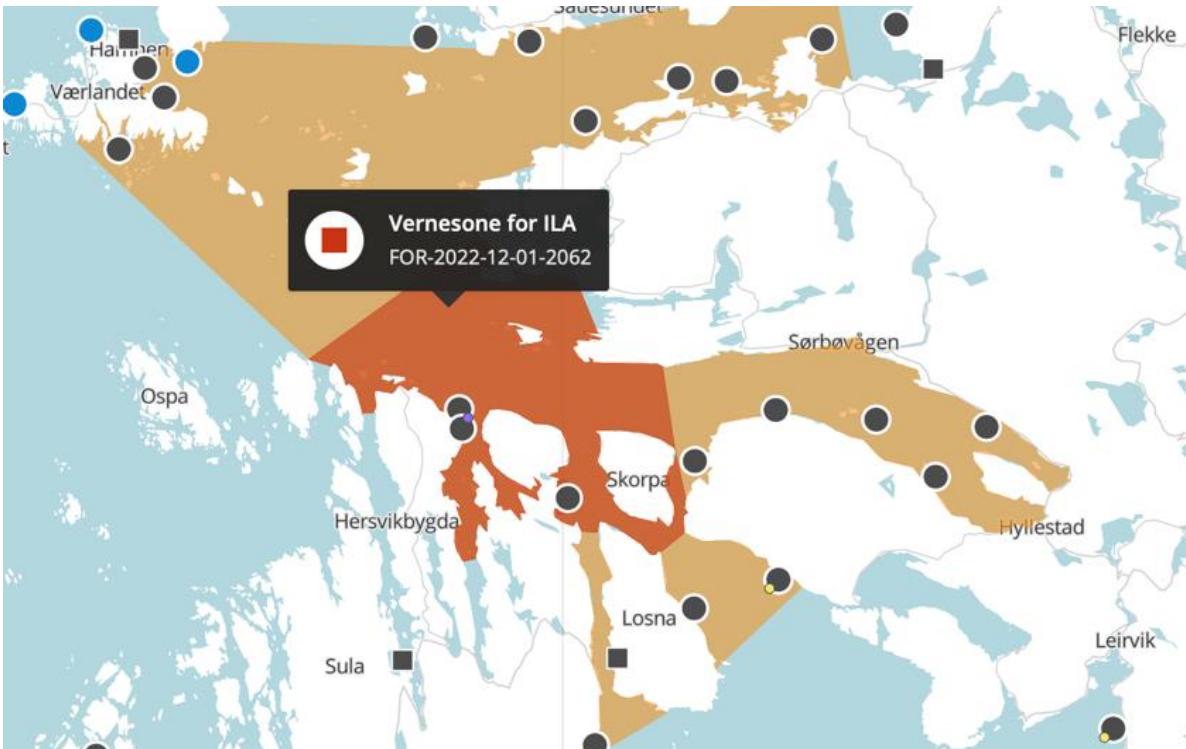 Flekke
Hamnen
Værlandet
t
Vernesone for ILA
FOR-2022-12-01-2062
Sørbøvågen
Ospa
Skorpa
Hersvikbygda
Hyllestad
Losna
Leirvik
Sula